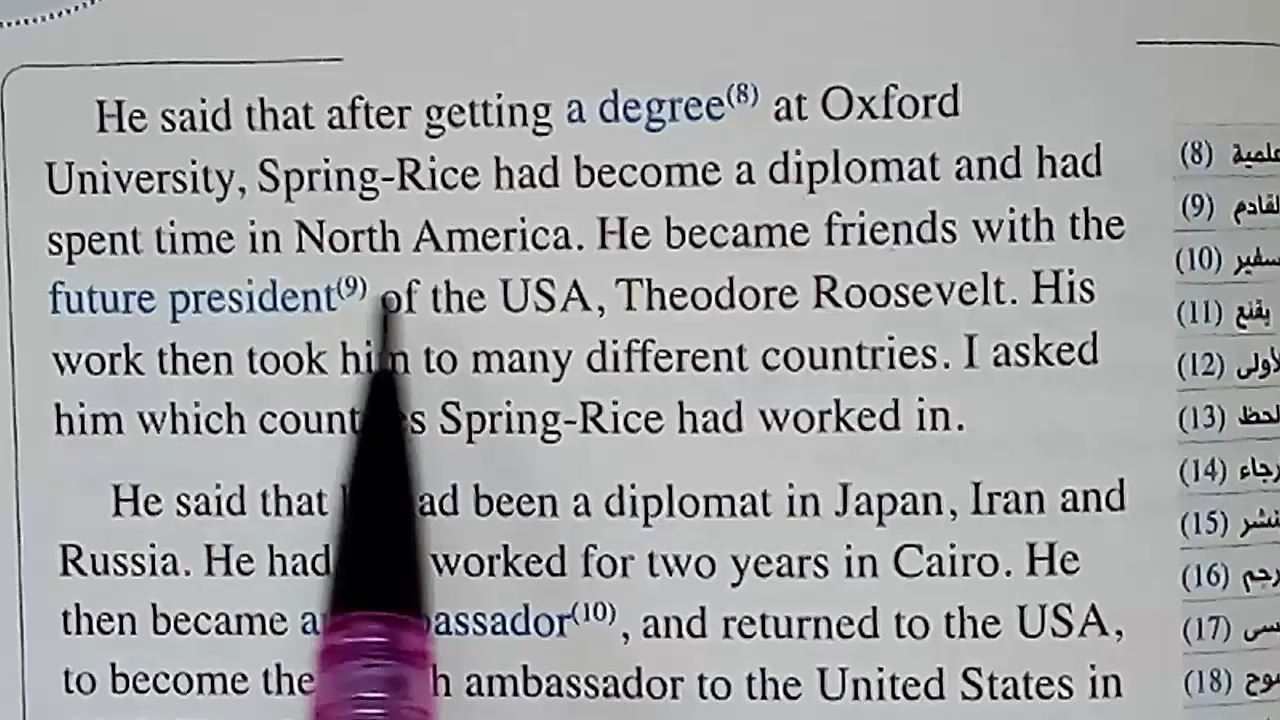 He said that after getting a degree(8) at Oxford
University, Spring-Rice had become a diplomat and had
spent time in North America. He became friends with the
future president(9) of the USA, Theodore Roosevelt. His
work then took him to many different countries. I asked
him which Spring-Rice had worked in.
He said that had been a diplomat in Japan, Iran and
Russia. He had worked for two years in Cairo. He
then became (10), and returned to the USA,
to become the ambassador to the United States in
(8)
(9)
(10)
(11) يقنع
(12)
(13)
(14)
(15)
(16)
(17)
(18)